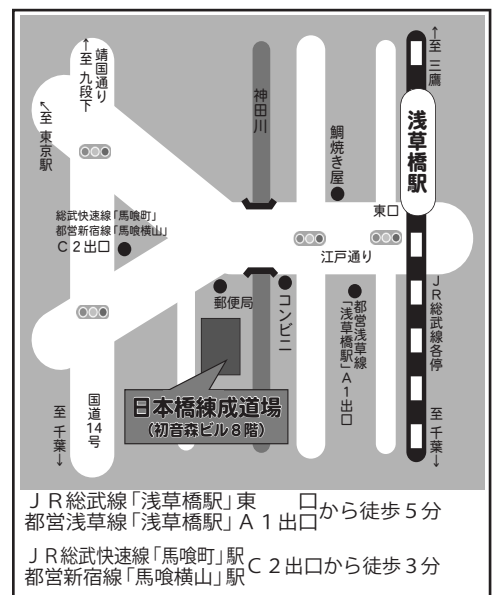 ↑至 三鷹
靖国通り
↑至 九段下
↖至 東京駅
神田川
浅草橋駅
鯛焼き屋
東口
総武快速線「馬喰町」
都営新宿線「馬喰横山」
C2出口
江戸通り
郵便局
コンビニ
都営浅草線
「浅草橋駅」A1出口
JR総武線各停
日本橋練成道場
(初音森ビル8階)
国道14号
至 千葉↓
至 千葉↓
JR総武線「浅草橋駅」東口
都営浅草線「浅草橋駅」A1出口から徒歩5分
JR総武快速線「馬喰町」駅
都営新宿線「馬喰横山」駅C2出口から徒歩3分